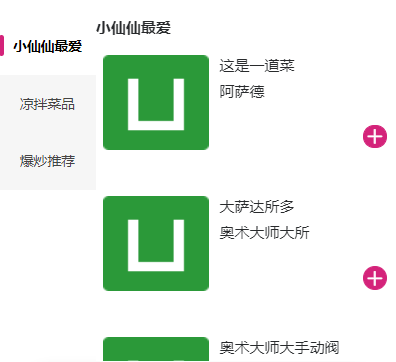 小仙仙最爱
凉拌菜品
爆炒推荐
小仙仙最爱
这是一道菜
阿萨德
大萨达所多
奥术大师大所
奥术大师大手动阀